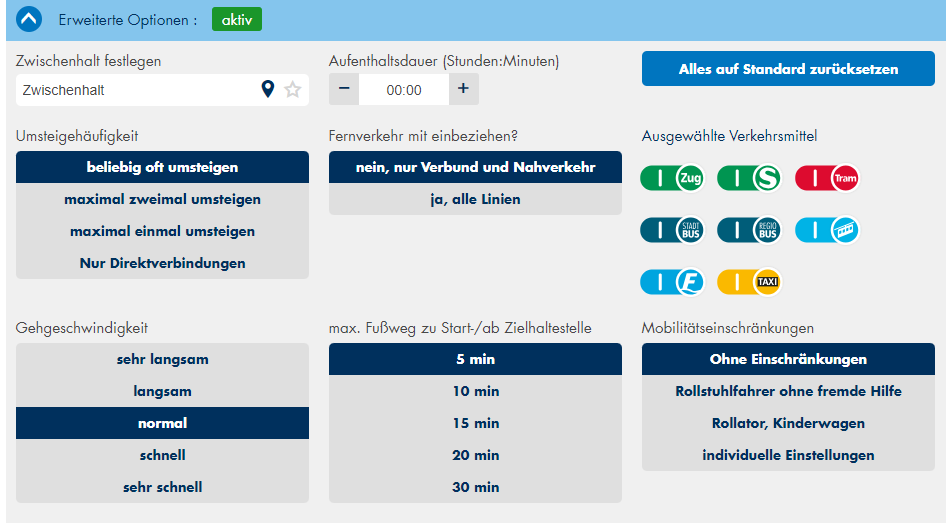 Erweiterte Optionen : aktiv
Zwischenhalt festlegen
Zwischenhalt
Aufenthaltsdauer (Stunden:Minuten)
− 00:00 +
Alles auf Standard zurücksetzen
Umsteigehäufigkeit
beliebig oft umsteigen
maximal zweimal umsteigen
maximal einmal umsteigen
Nur Direktverbindungen
Fernverkehr mit einbeziehen?
nein, nur Verbund und Nahverkehr
ja, alle Linien
Ausgewählte Verkehrsmittel
Zug S Tram
STADT BUS REGIO BUS
F TAXI
Gehgeschwindigkeit
sehr langsam
langsam
normal
schnell
sehr schnell
max. Fußweg zu Start-/ab Zielhaltestelle
5 min
10 min
15 min
20 min
30 min
Mobilitätseinschränkungen
Ohne Einschränkungen
Rollstuhlfahrer ohne fremde Hilfe
Rollator, Kinderwagen
individuelle Einstellungen